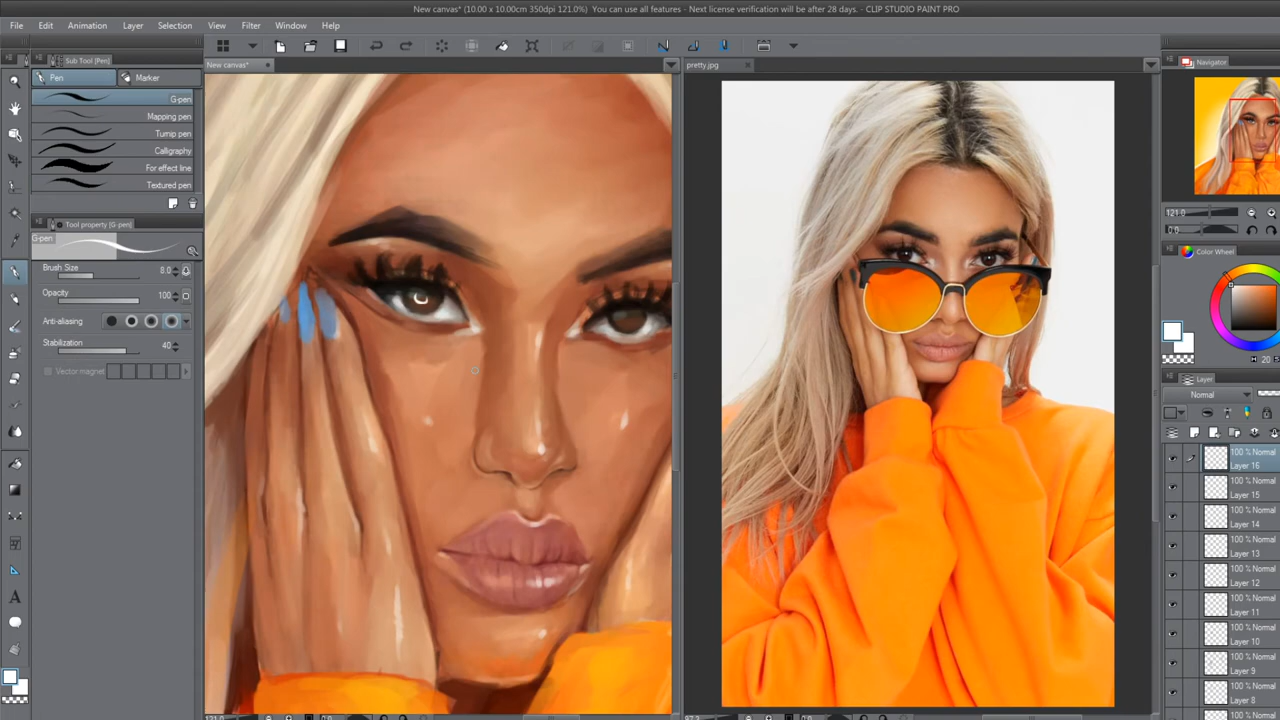 New canvas* (10.00 x 10.00cm 350dpi 121.0%) You can use all features - Next license verification will be after 28 days. - CLIP STUDIO PAINT PRO
File Edit Animation Layer Selection View Filter Window Help
Sub Tool [Pen]
New canvas*
pretty.jpg
Navigator
Pen
Marker
G-pen
Mapping pen
Turnip pen
Calligraphy
For effect line
Textured pen
Tool property [G-pen]
G-pen
Brush Size 8.0
Opacity 100
Anti-aliasing
Stabilization 40
Vector magnet
121.0
0.0
Color Wheel
H 20
Layer
Normal
100 % Normal
Layer 16
100 % Normal
Layer 15
100 % Normal
Layer 14
100 % Normal
Layer 13
100 % Normal
Layer 12
100 % Normal
Layer 11
100 % Normal
Layer 10
100 % Normal
Layer 9
100 % Normal
Layer 8
100 % Normal